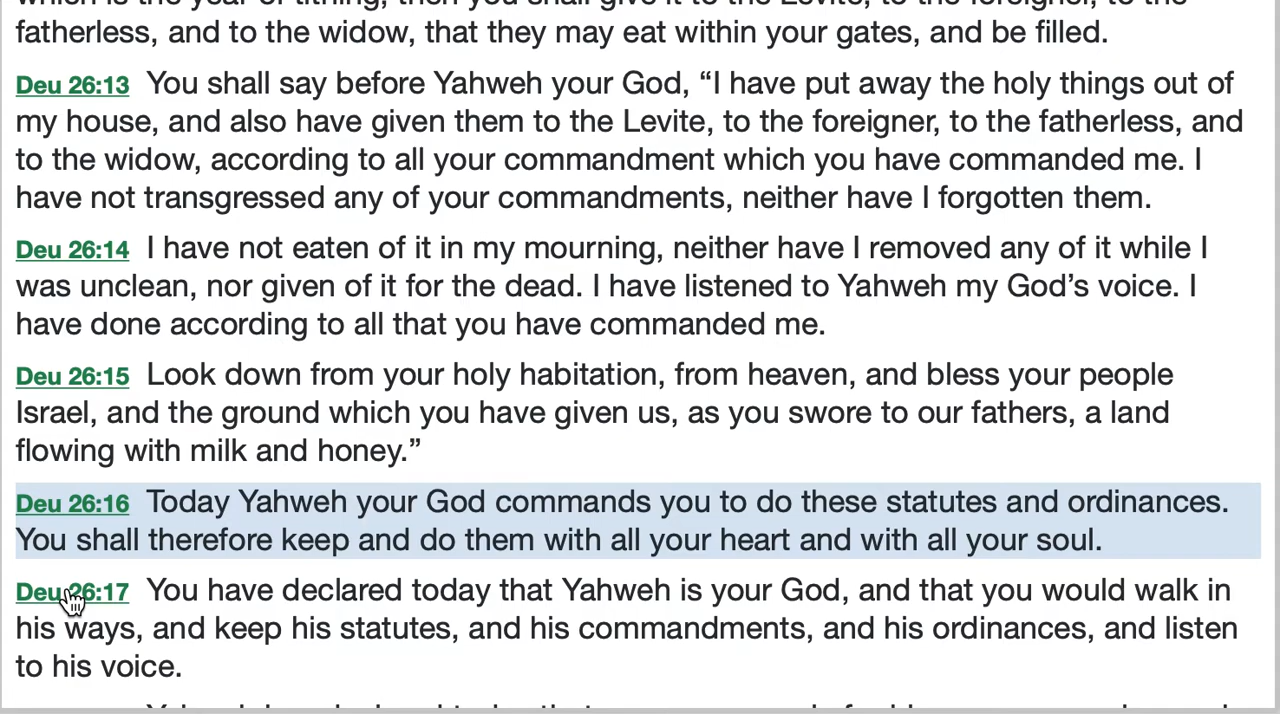 fatherless, and to the widow, that they may eat within your gates, and be filled.
Deu 26:13 You shall say before Yahweh your God, “I have put away the holy things out of
my house, and also have given them to the Levite, to the foreigner, to the fatherless, and
to the widow, according to all your commandment which you have commanded me. I
have not transgressed any of your commandments, neither have I forgotten them.
Deu 26:14 I have not eaten of it in my mourning, neither have I removed any of it while I
was unclean, nor given of it for the dead. I have listened to Yahweh my God’s voice. I
have done according to all that you have commanded me.
Deu 26:15 Look down from your holy habitation, from heaven, and bless your people
Israel, and the ground which you have given us, as you swore to our fathers, a land
flowing with milk and honey.”
Deu 26:16 Today Yahweh your God commands you to do these statutes and ordinances.
You shall therefore keep and do them with all your heart and with all your soul.
Deu 26:17 You have declared today that Yahweh is your God, and that you would walk in
his ways, and keep his statutes, and his commandments, and his ordinances, and listen
to his voice.